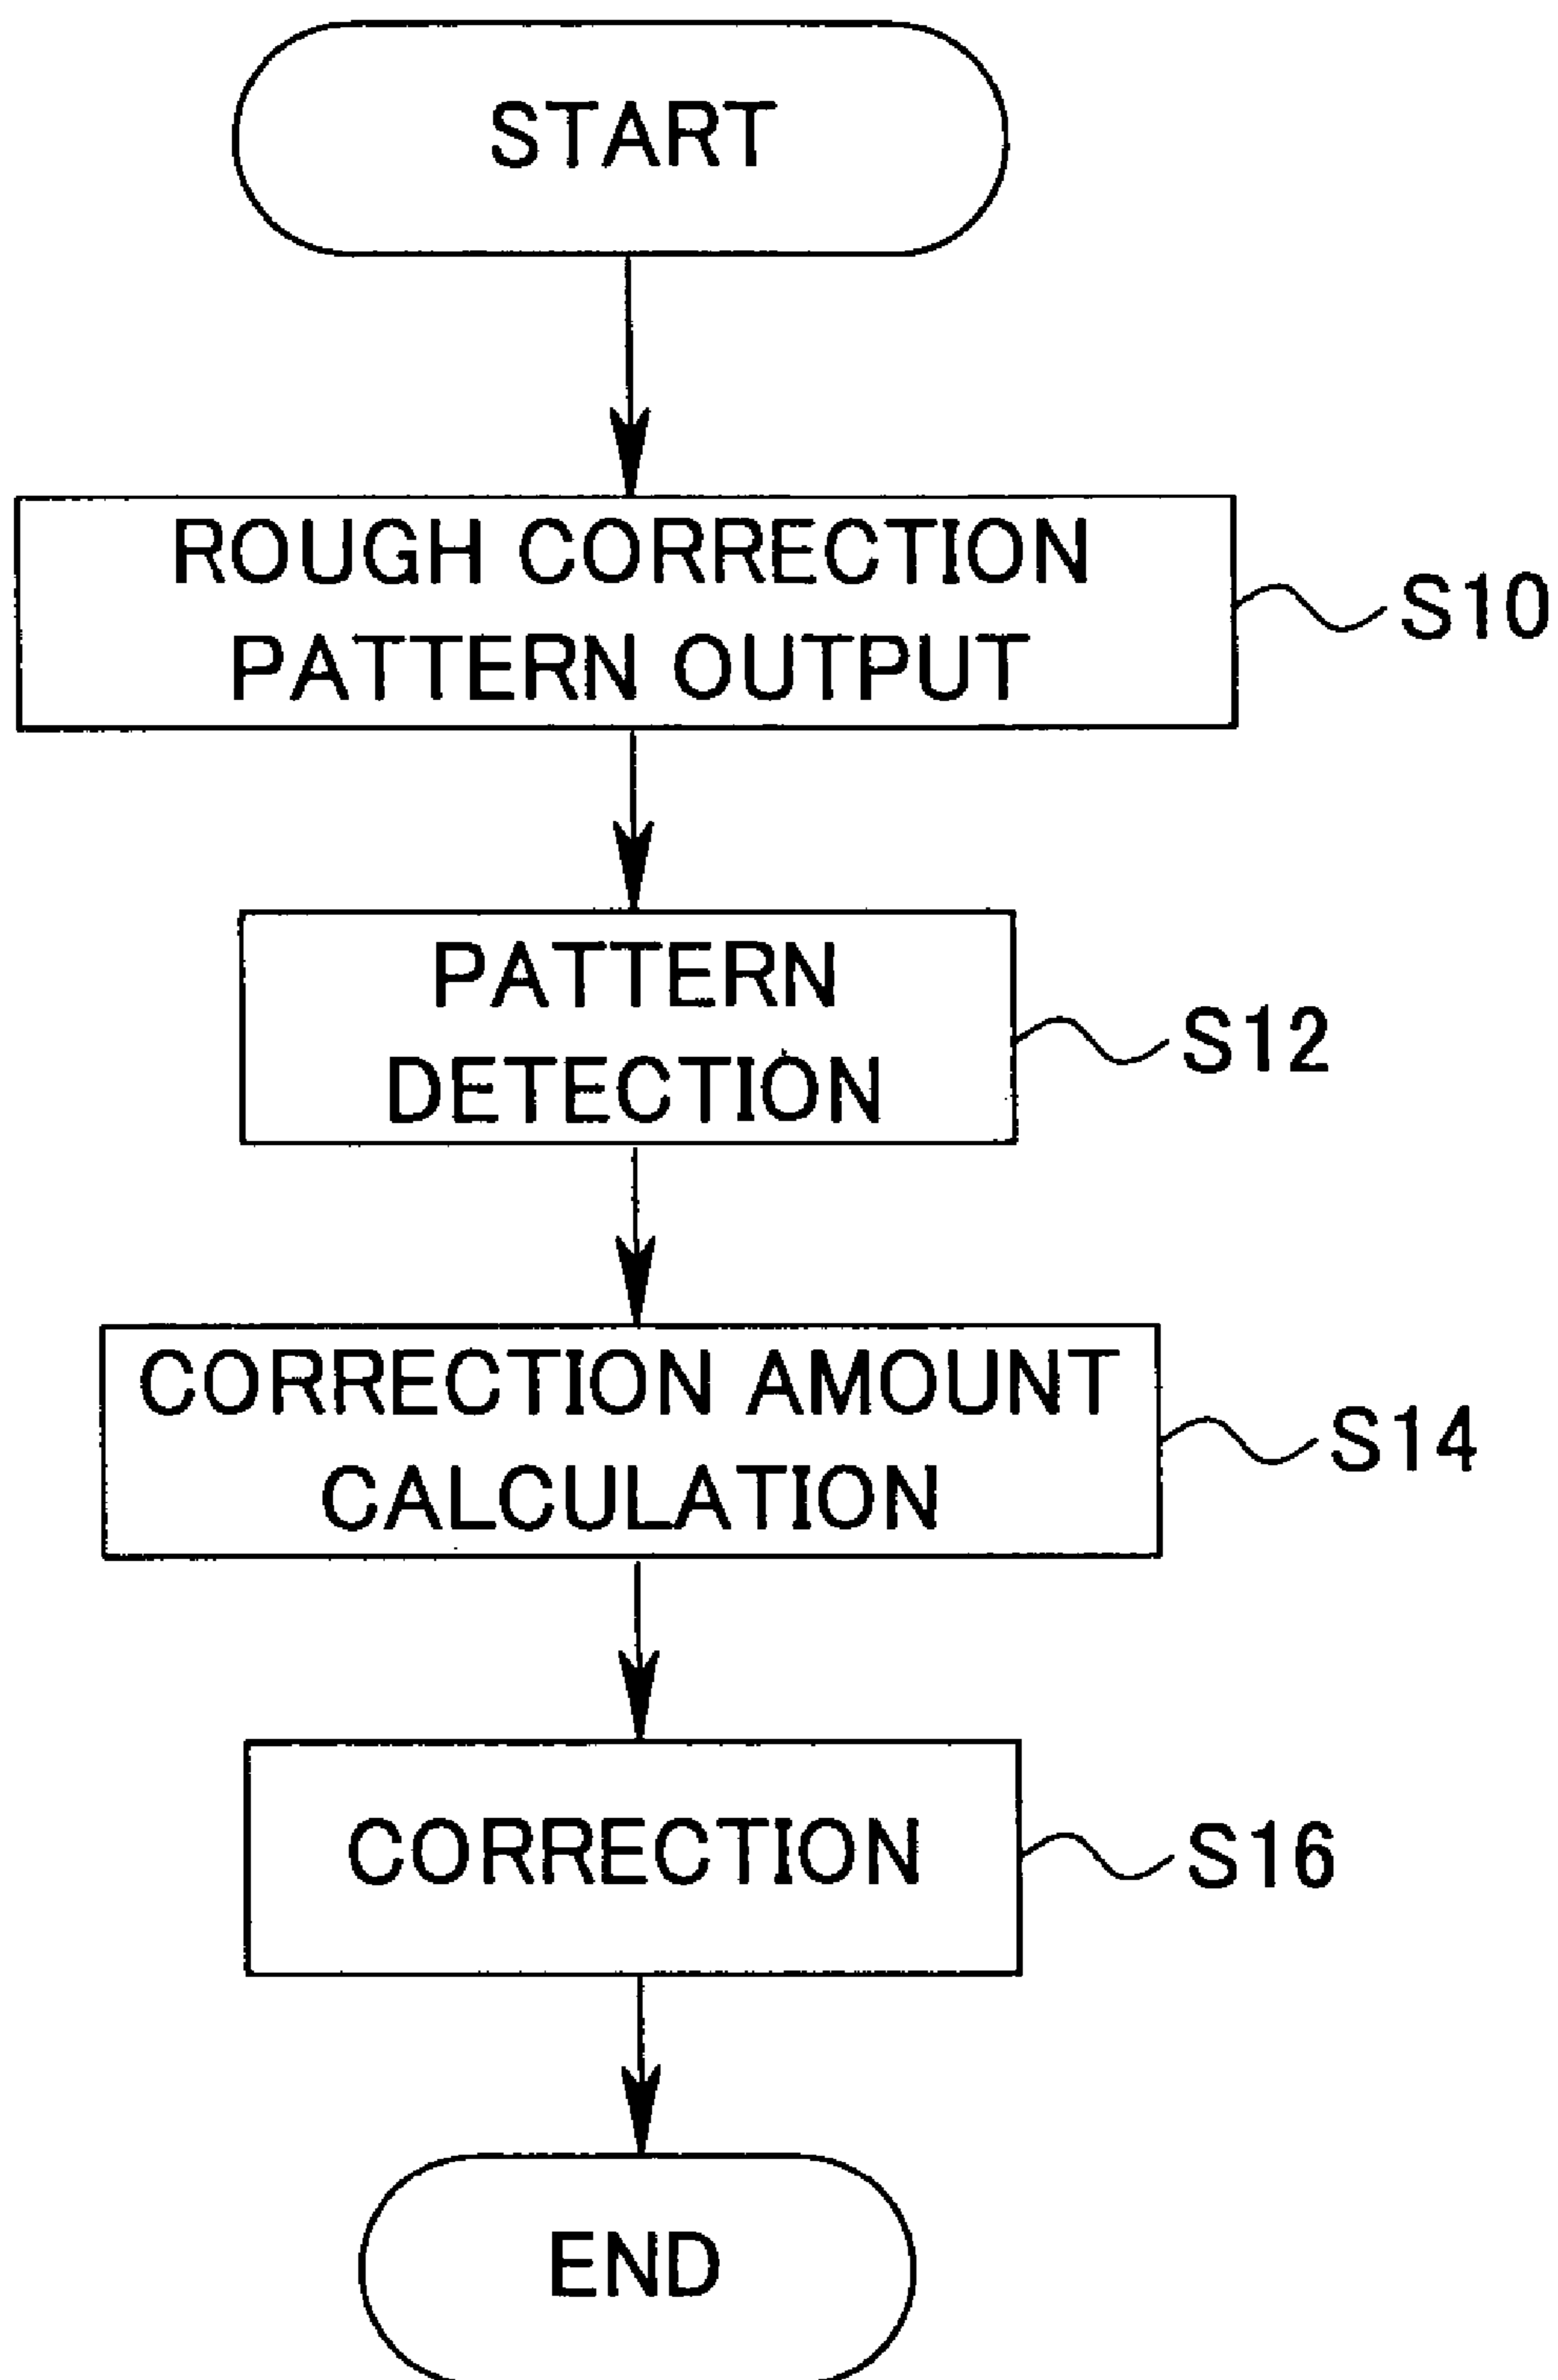 START
ROUGH CORRECTION
PATTERN OUTPUT
S10
PATTERN
DETECTION
S12
CORRECTION AMOUNT
CALCULATION
S14
CORRECTION
S16
END